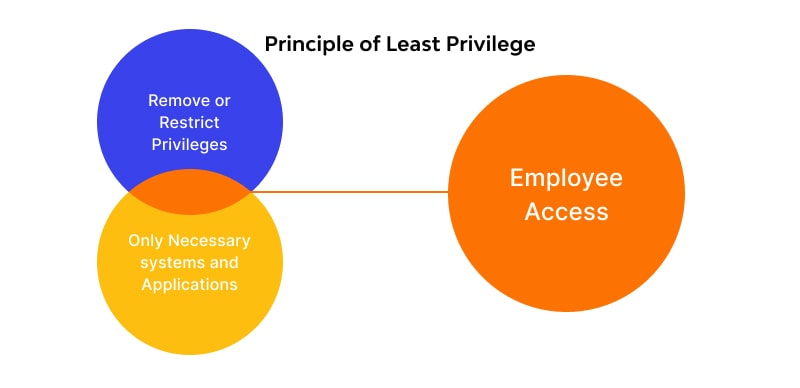 Principle of Least Privilege
Remove or
Restrict
Privileges
Only Necessary
systems and
Applications
Employee
Access